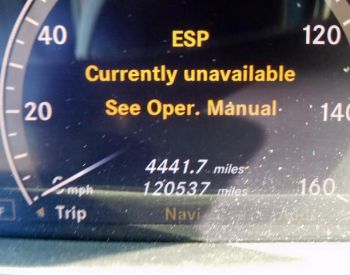 40
ESP
120
Currently unavailable
20
See Oper. Manual
140
4441.7 miles
0 mph
120537 miles
160
Trip
Navi